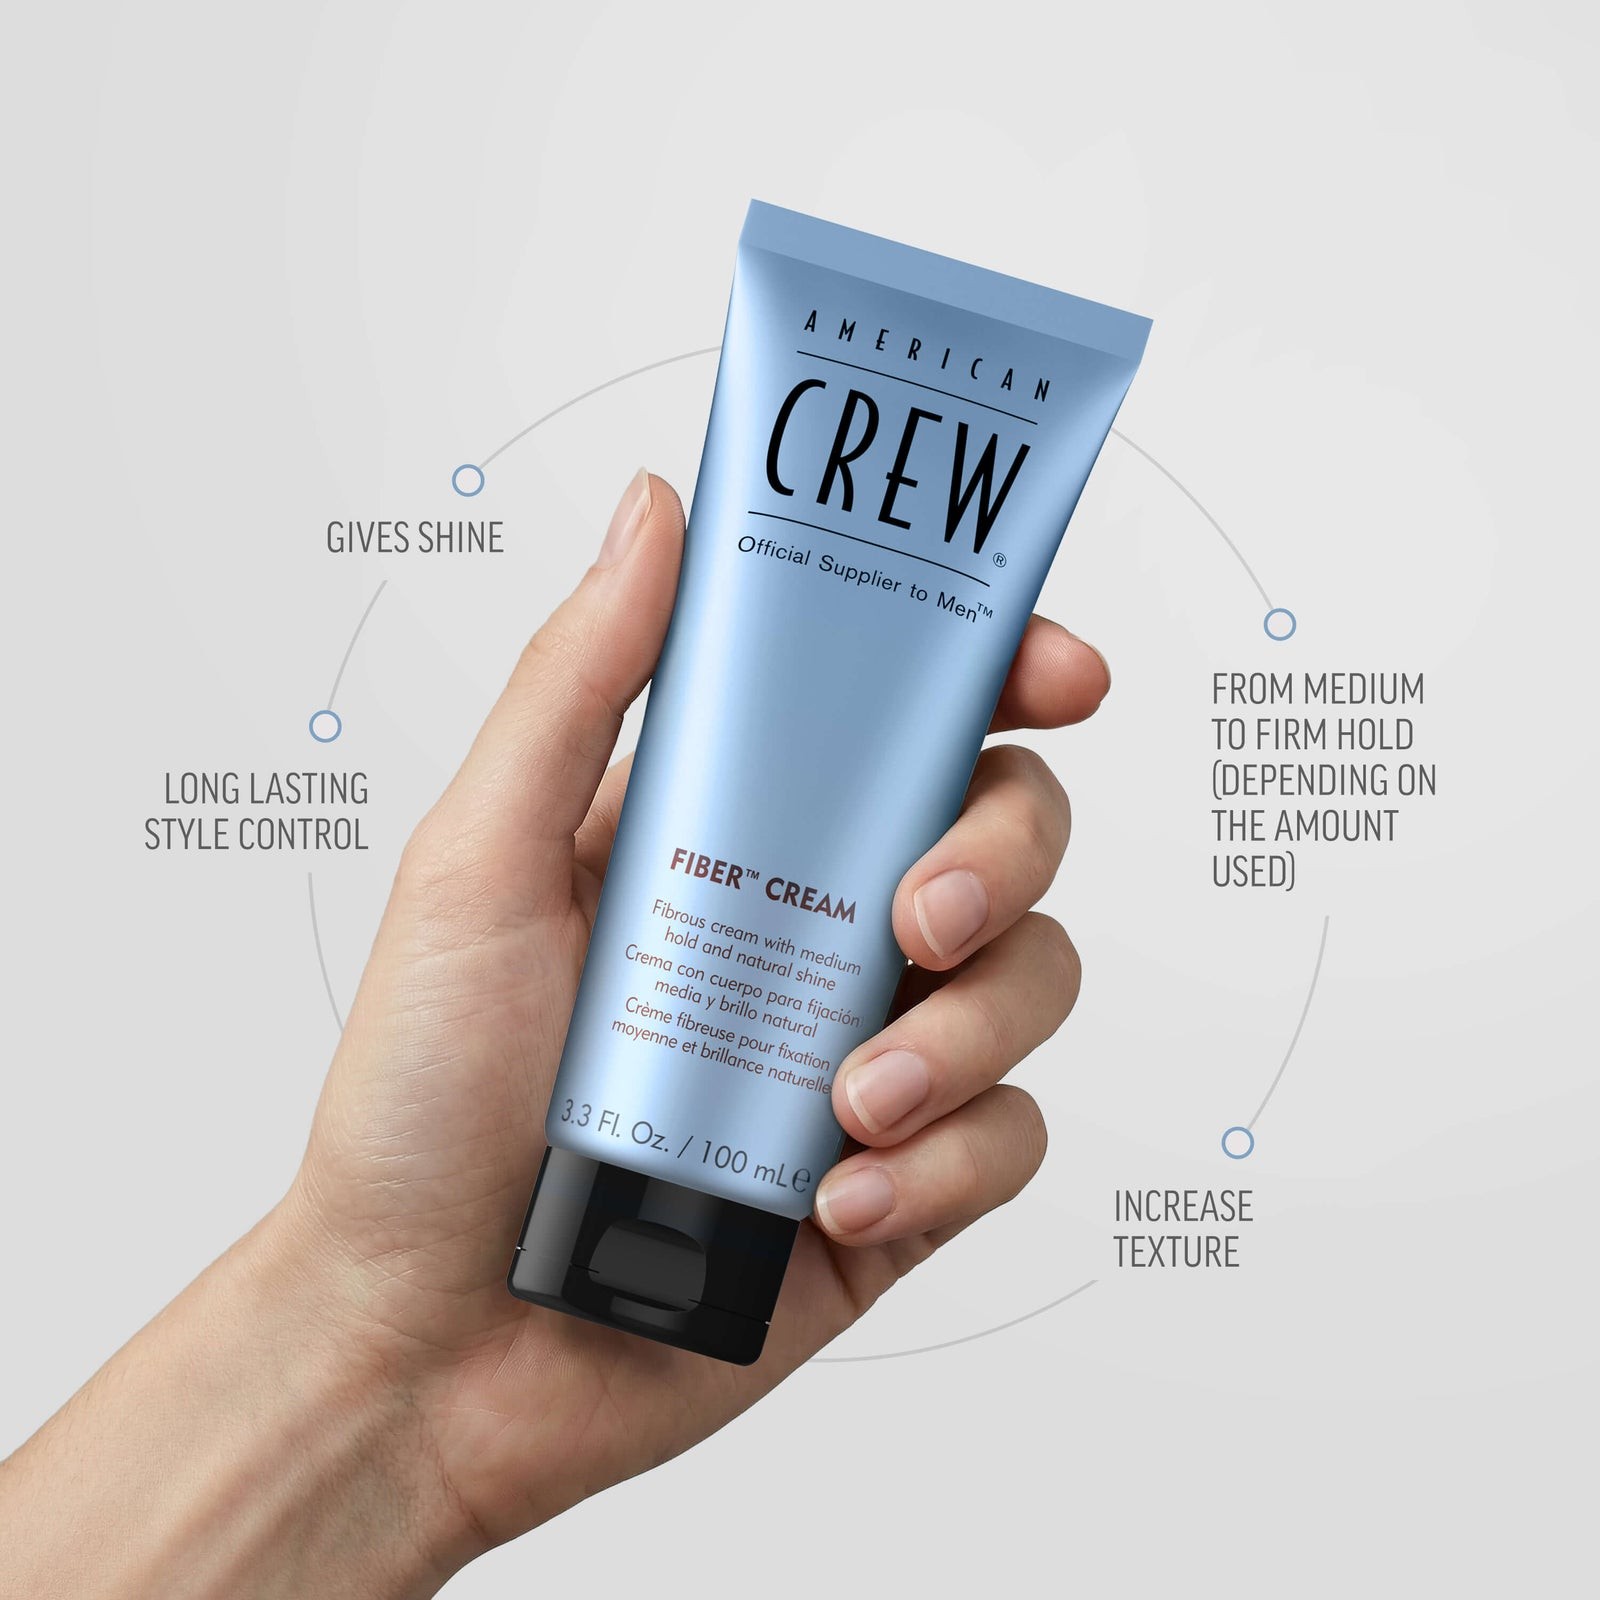 AMERICAN
CREW®
Official Supplier to Men™
FIBER™ CREAM
Fibrous cream with medium
hold and natural shine
Crema con cuerpo para fijación
media y brillo natural
Crème fibreuse pour fixation
moyenne et brillance naturelle
3.3 Fl. Oz. / 100 mL ℮
GIVES SHINE
LONG LASTING
STYLE CONTROL
FROM MEDIUM
TO FIRM HOLD
(DEPENDING ON
THE AMOUNT
USED)
INCREASE
TEXTURE